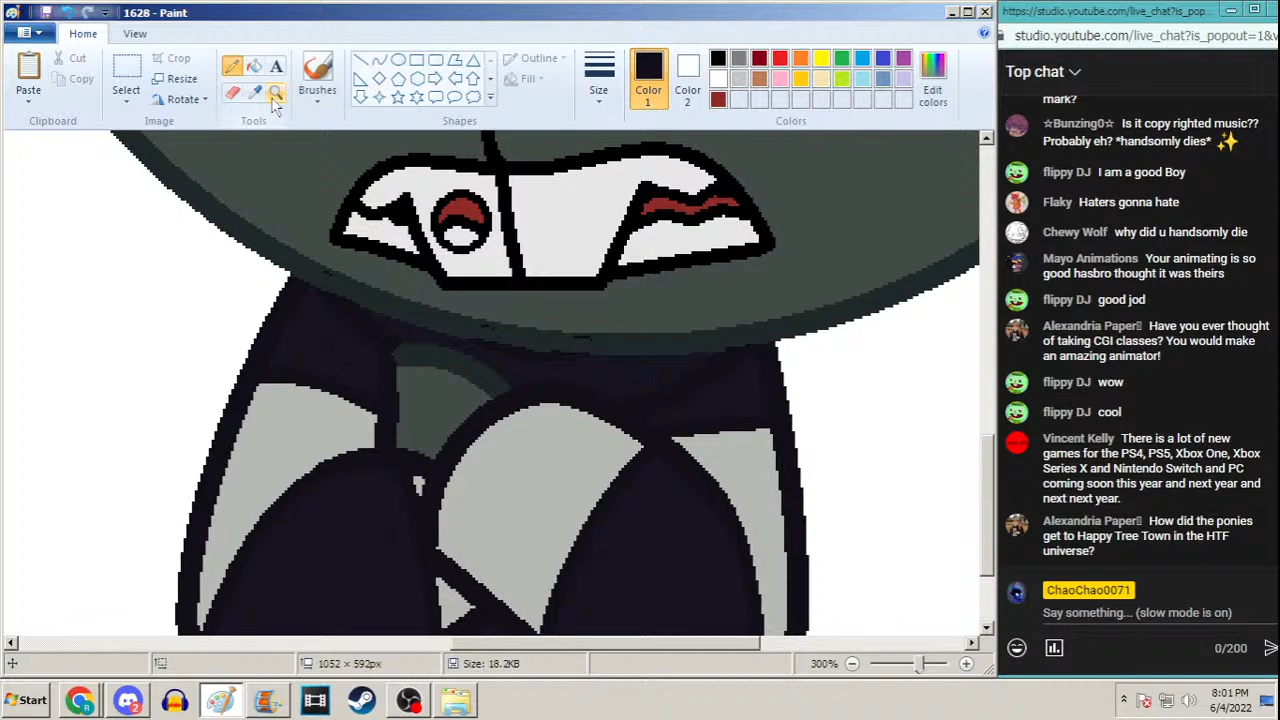 1628 - Paint
https://studio.youtube.com/live_chat?is_pop...
https://studio.youtube.com/live_chat?is_popout=1&v
Home
View
Paste
Cut
Copy
Clipboard
Select
Crop
Resize
Rotate
Image
A
Tools
Brushes
Outline
Fill
Shapes
Size
Color 1
Color 2
Edit colors
Colors
Top chat
mark?
☆Bunzing0☆ Is it copy righted music??
Probably eh? *handsomly dies* ✨
flippy DJ I am a good Boy
Flaky Haters gonna hate
Chewy Wolf why did u handsomly die
Mayo Animations Your animating is so
good hasbro thought it was theirs
flippy DJ good jod
Alexandria Paper Have you ever thought
of taking CGI classes? You would make
an amazing animator!
flippy DJ wow
flippy DJ cool
Vincent Kelly There is a lot of new
games for the PS4, PS5, Xbox One, Xbox
Series X and Nintendo Switch and PC
coming soon this year and next year and
next next year.
Alexandria Paper How did the ponies
get to Happy Tree Town in the HTF
universe?
ChaoChao0071
Say something... (slow mode is on)
0/200
1052 × 592px
Size: 18.2KB
300%
Start
2
8:01 PM
6/4/2022